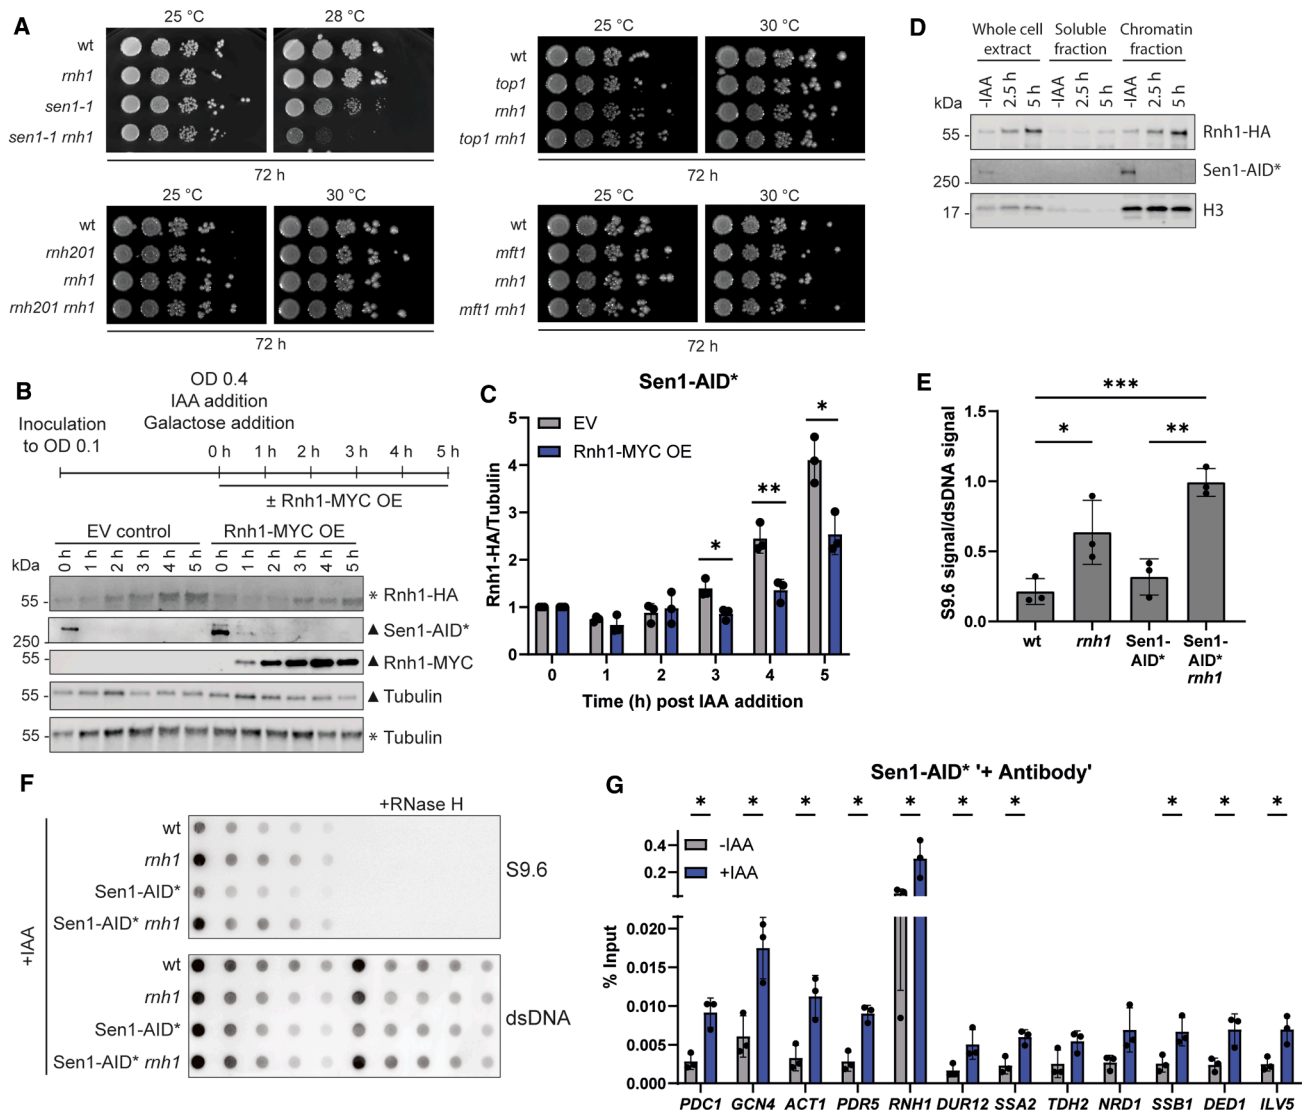 A
25 °C
28 °C
wt
rnh1
sen1-1
sen1-1 rnh1
72 h
25 °C
30 °C
wt
top1
rnh1
top1 rnh1
72 h
25 °C
30 °C
wt
rnh201
rnh1
rnh201 rnh1
72 h
25 °C
30 °C
wt
mft1
rnh1
mft1 rnh1
72 h
B
OD 0.4
IAA addition
Galactose addition
Inoculation
to OD 0.1
0 h 1 h 2 h 3 h 4 h 5 h
± Rnh1-MYC OE
EV control Rnh1-MYC OE
kDa
0 h 1 h 2 h 3 h 4 h 5 h 0 h 1 h 2 h 3 h 4 h 5 h
55 - * Rnh1-HA
250 - ▲ Sen1-AID*
55 - ▲ Rnh1-MYC
55 - ▲ Tubulin
55 - * Tubulin
C
Sen1-AID*
EV
Rnh1-MYC OE
* ** *
Rnh1-HA/Tubulin
5
4
3
2
1
0
0 1 2 3 4 5
Time (h) post IAA addition
D
Whole cell
extract
Soluble
fraction
Chromatin
fraction
kDa
-IAA 2.5 h 5 h -IAA 2.5 h 5 h -IAA 2.5 h 5 h
55 - Rnh1-HA
250 - Sen1-AID*
17 - H3
E
S9.6 signal/dsDNA signal
1.5
1.0
0.5
0.0
***
* **
wt
rnh1
Sen1-
AID*
Sen1-
AID*
rnh1
F
+RNase H
+IAA
wt
rnh1
Sen1-AID*
Sen1-AID* rnh1
S9.6
wt
rnh1
Sen1-AID*
Sen1-AID* rnh1
dsDNA
G
Sen1-AID* '+ Antibody'
* * * * * * * * * *
-IAA
+IAA
% Input
0.4
0.2
0.020
0.015
0.010
0.005
0.000
PDC1 GCN4 ACT1 PDR5 RNH1 DUR12 SSA2 TDH2 NRD1 SSB1 DED1 ILV5